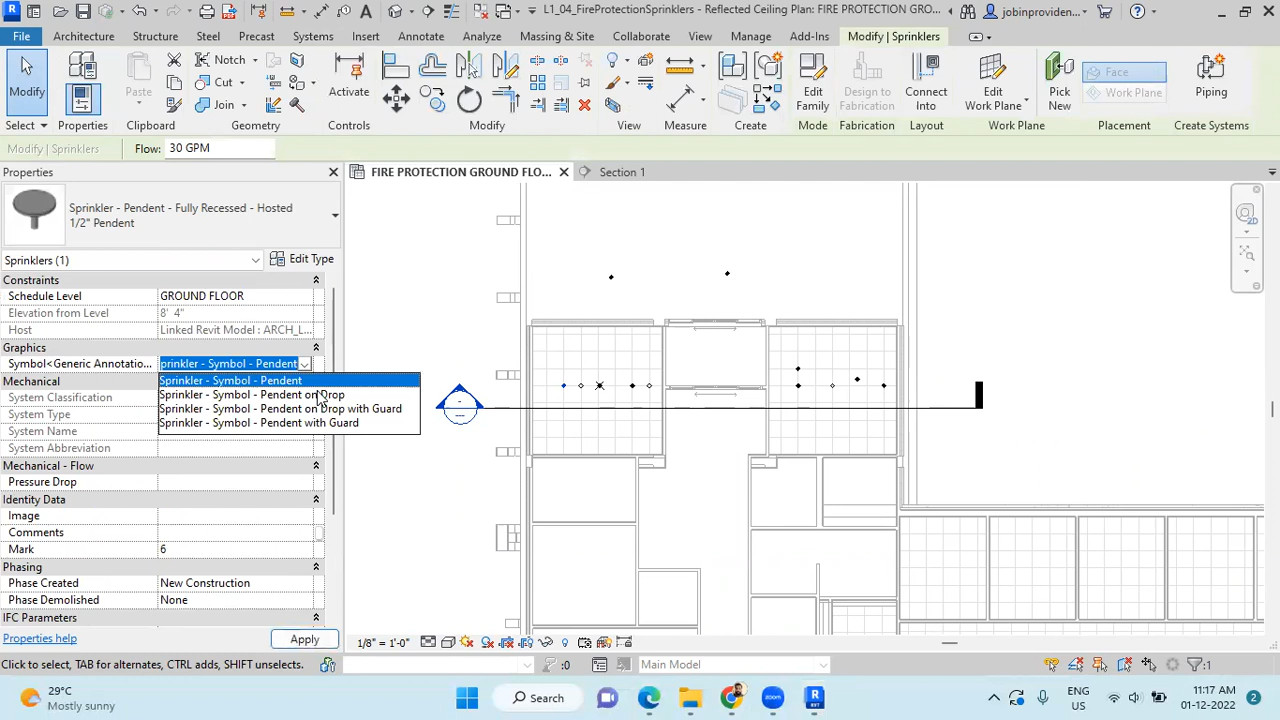 R RVT L1_04_FireProtectionSprinklers - Reflected Ceiling Plan: FIRE PROTECTION GRO... jobinproviden...
File Architecture Structure Steel Precast Systems Insert Annotate Analyze Massing & Site Collaborate View Manage Add-Ins Modify | Sprinklers
Modify
Select
Properties
Paste
Clipboard
Notch
Cut
Join
Geometry
Activate
Controls
Modify
View
Measure
Create
Edit
Family
Mode
Design to
Fabrication
Fabrication
Connect
Into
Layout
Edit
Work Plane
Work Plane
Pick
New
Face
Work Plane
Placement
Piping
Create Systems
Modify | Sprinklers Flow: 30 GPM
Properties
FIRE PROTECTION GROUND FLO...
Section 1
Sprinkler - Pendent - Fully Recessed - Hosted
1/2" Pendent
Sprinklers (1) Edit Type
Constraints
Schedule Level GROUND FLOOR
Elevation from Level 8' 4"
Host Linked Revit Model : ARCH_L...
Graphics
Symbol<Generic Annotatio... prinkler - Symbol - Pendent
Sprinkler - Symbol - Pendent
Sprinkler - Symbol - Pendent on Drop
Sprinkler - Symbol - Pendent on Drop with Guard
Sprinkler - Symbol - Pendent with Guard
Mechanical
System Classification
System Type
System Name
System Abbreviation
Mechanical - Flow
Pressure Drop
Identity Data
Image
Comments
Mark 6
Phasing
Phase Created New Construction
Phase Demolished None
IFC Parameters
Properties help Apply
2D
1/8" = 1'-0"
Click to select, TAB for alternates, CTRL adds, SHIFT unselects. :0 Main Model :1
29°C
Mostly sunny
Search
zoom
R
RVT
ENG
US
11:17 AM
01-12-2022
2